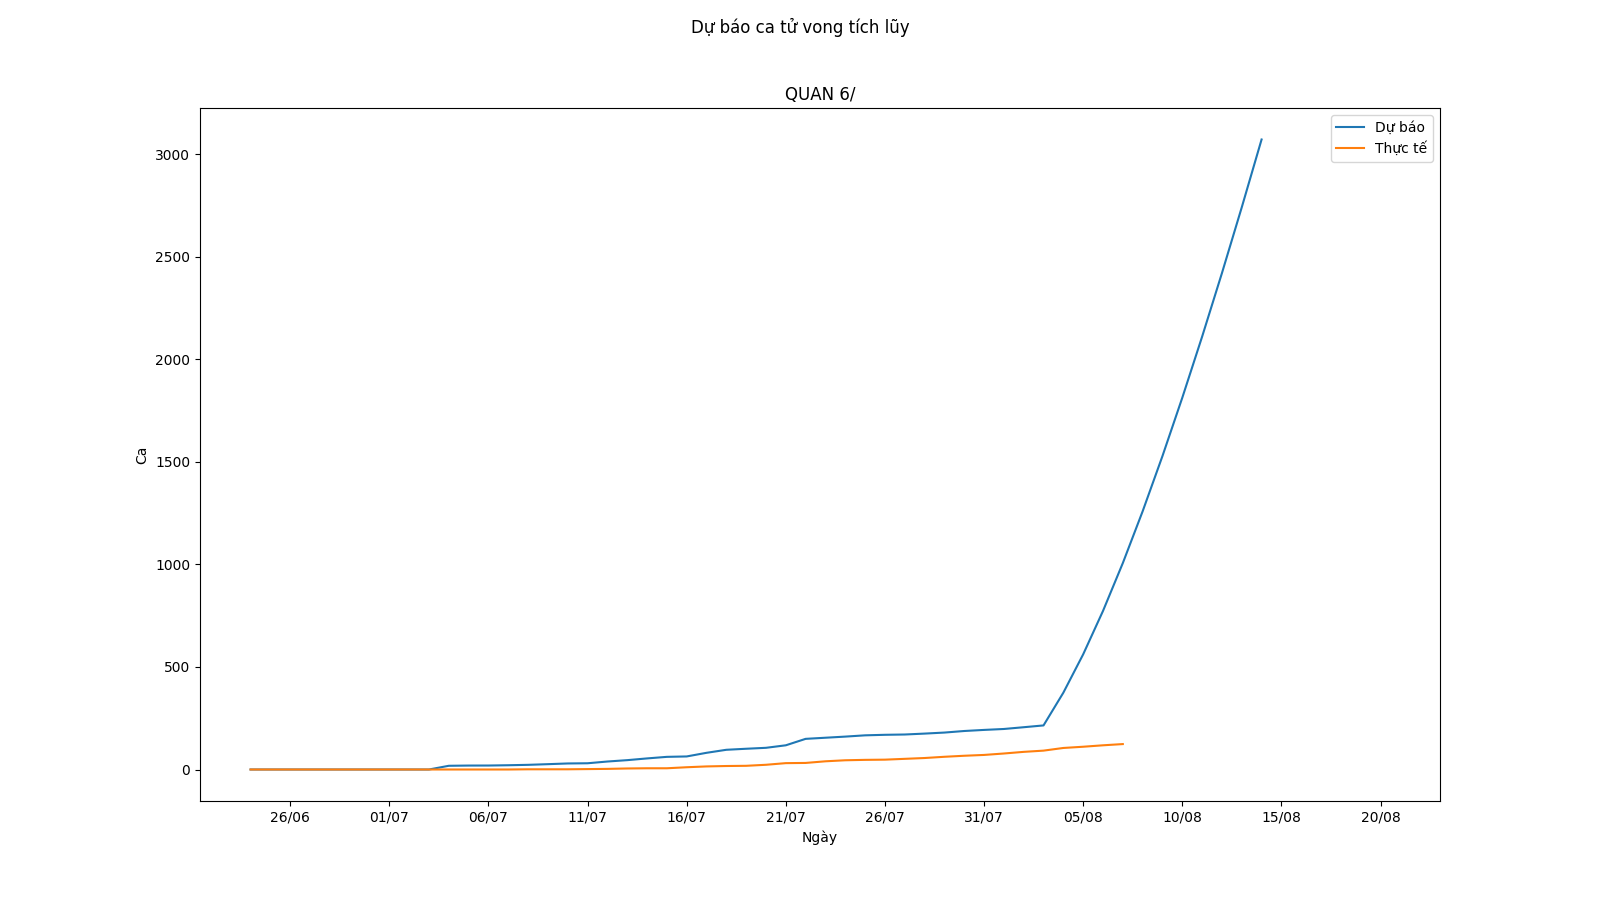 Dự báo ca tử vong tích lũy
QUAN 6/
Dự báo
Thực tế
3000
2500
2000
1500
1000
500
0
Ca
26/06 01/07 06/07 11/07 16/07 21/07 26/07 31/07 05/08 10/08 15/08 20/08
Ngày